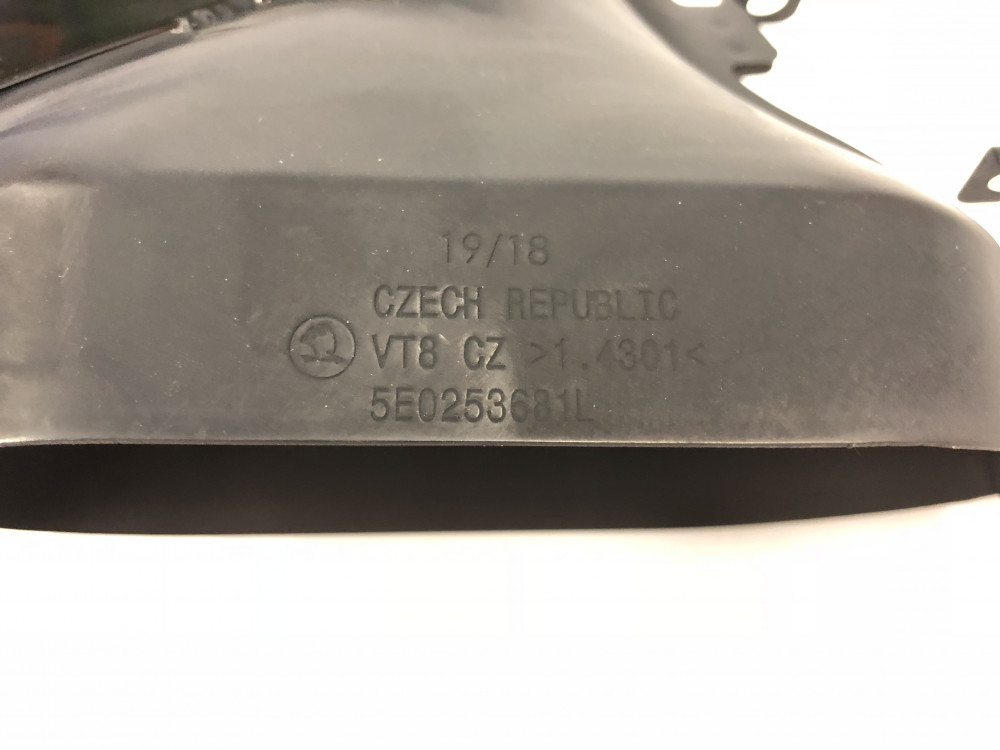 19/18
CZECH REPUBLIC
VT8 CZ >1.4301<
5E0253681L